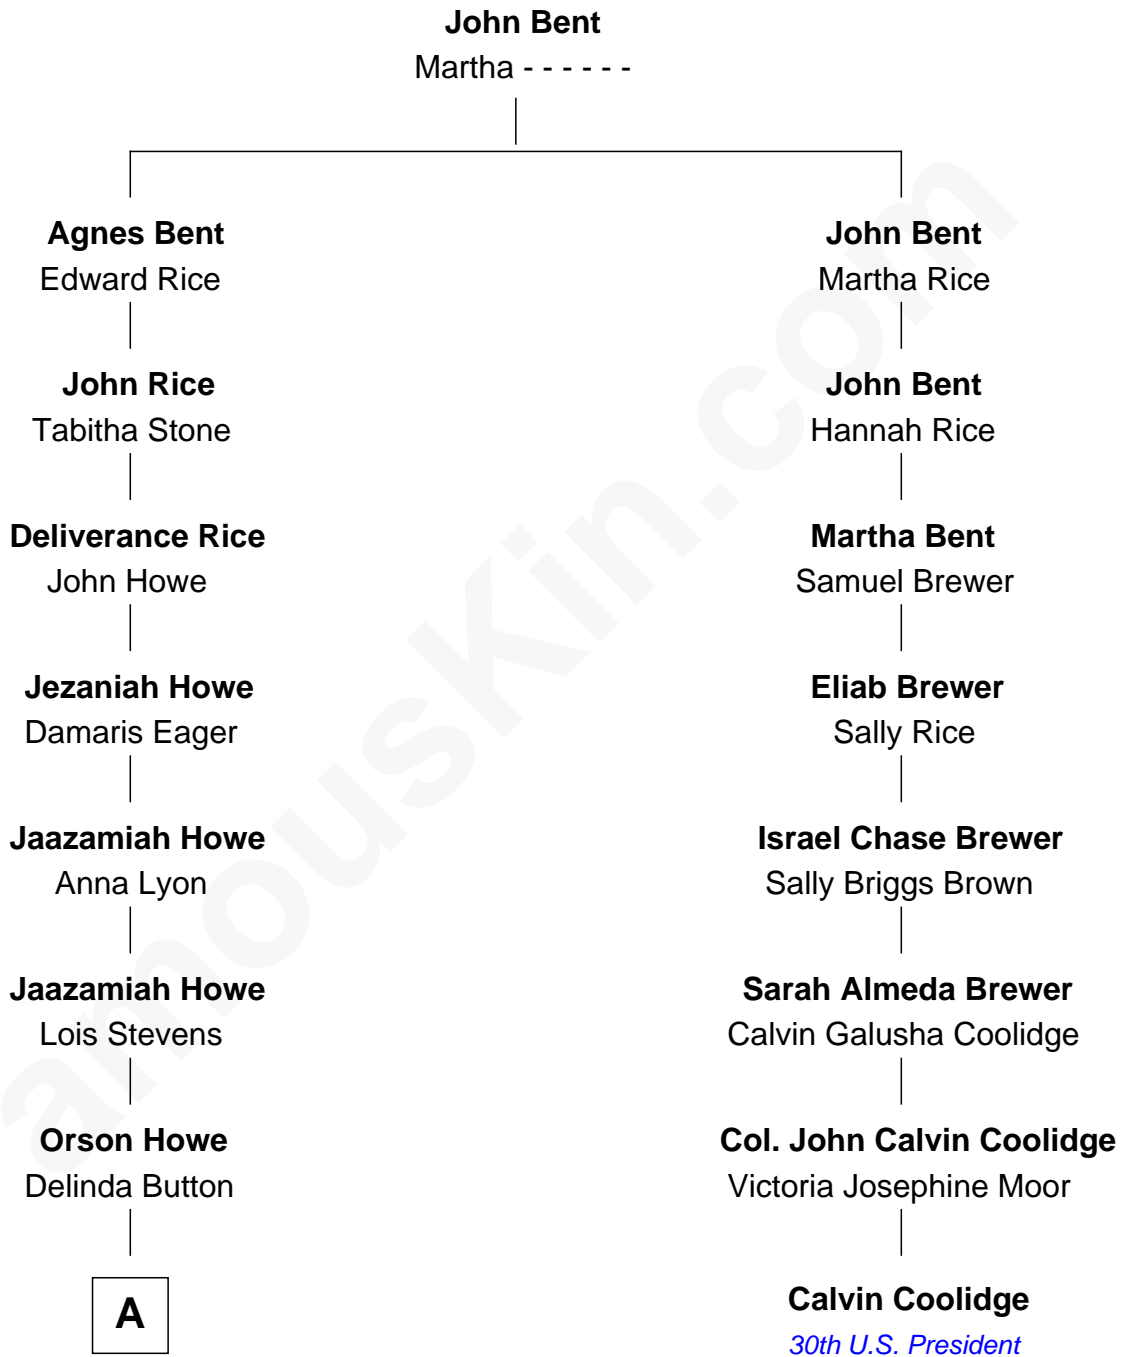 John Bent
Martha - - - - - -
Agnes Bent
Edward Rice
John Bent
Martha Rice
John Rice
Tabitha Stone
John Bent
Hannah Rice
Deliverance Rice
John Howe
Martha Bent
Samuel Brewer
Jezaniah Howe
Damaris Eager
Eliab Brewer
Sally Rice
Jaazamiah Howe
Anna Lyon
Israel Chase Brewer
Sally Briggs Brown
Jaazamiah Howe
Lois Stevens
Sarah Almeda Brewer
Calvin Galusha Coolidge
Orson Howe
Delinda Button
Col. John Calvin Coolidge
Victoria Josephine Moor
A
Calvin Coolidge
30th U.S. President
amousKin.com